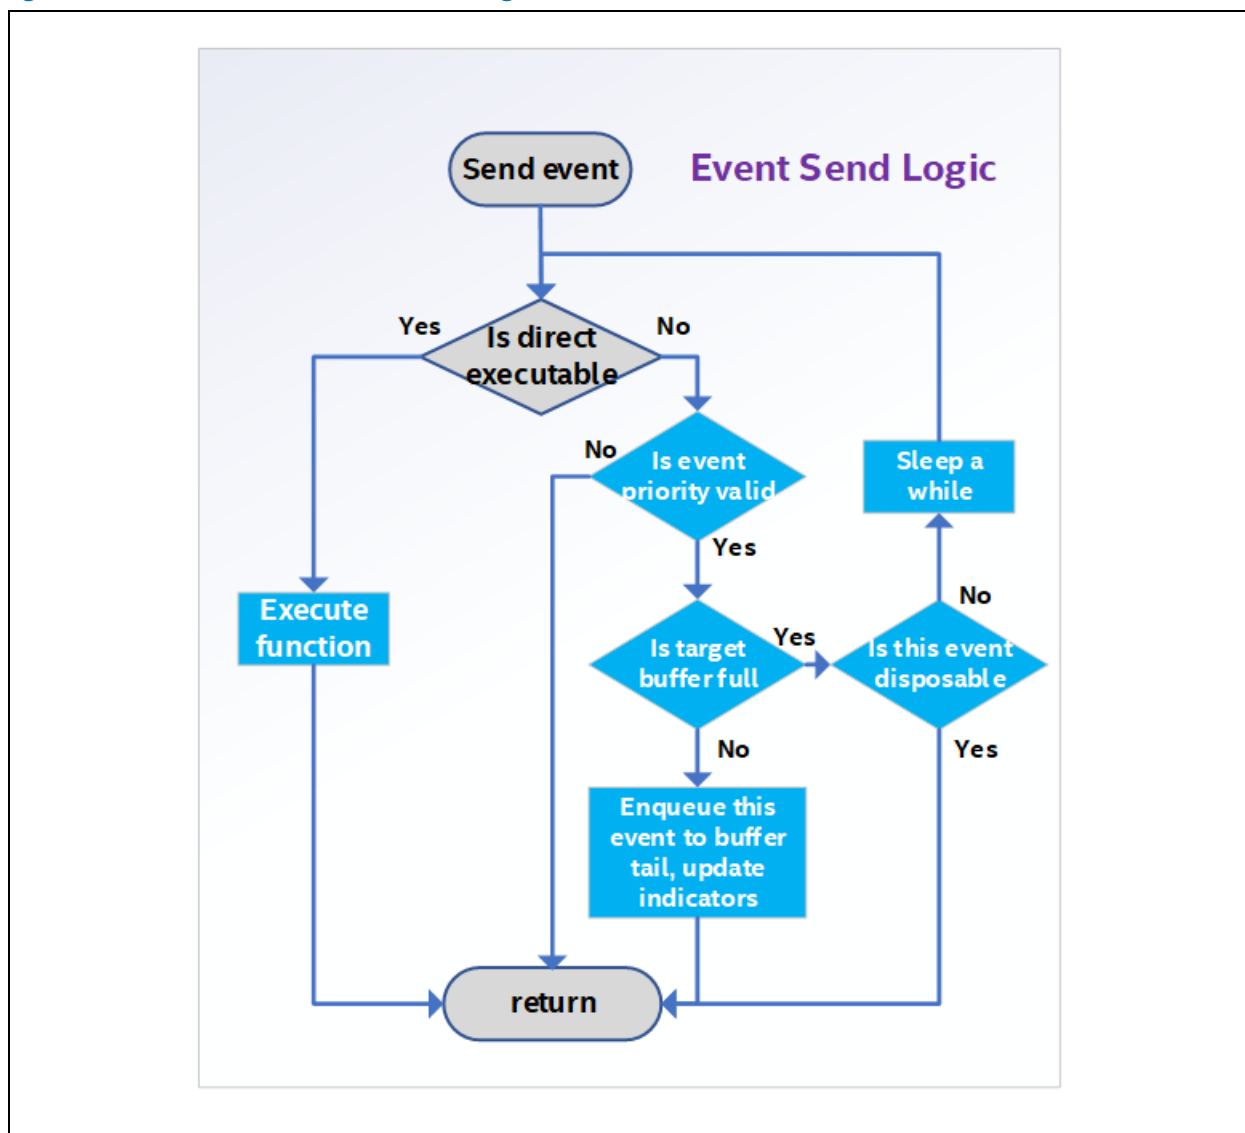 Send event
Event Send Logic
Yes
No
Is direct
executable
No
Is event
priority valid
Sleep a
while
Yes
No
Execute
function
Is target
buffer full
Yes
Is this event
disposable
No
Yes
Enqueue this
event to buffer
tail, update
indicators
return